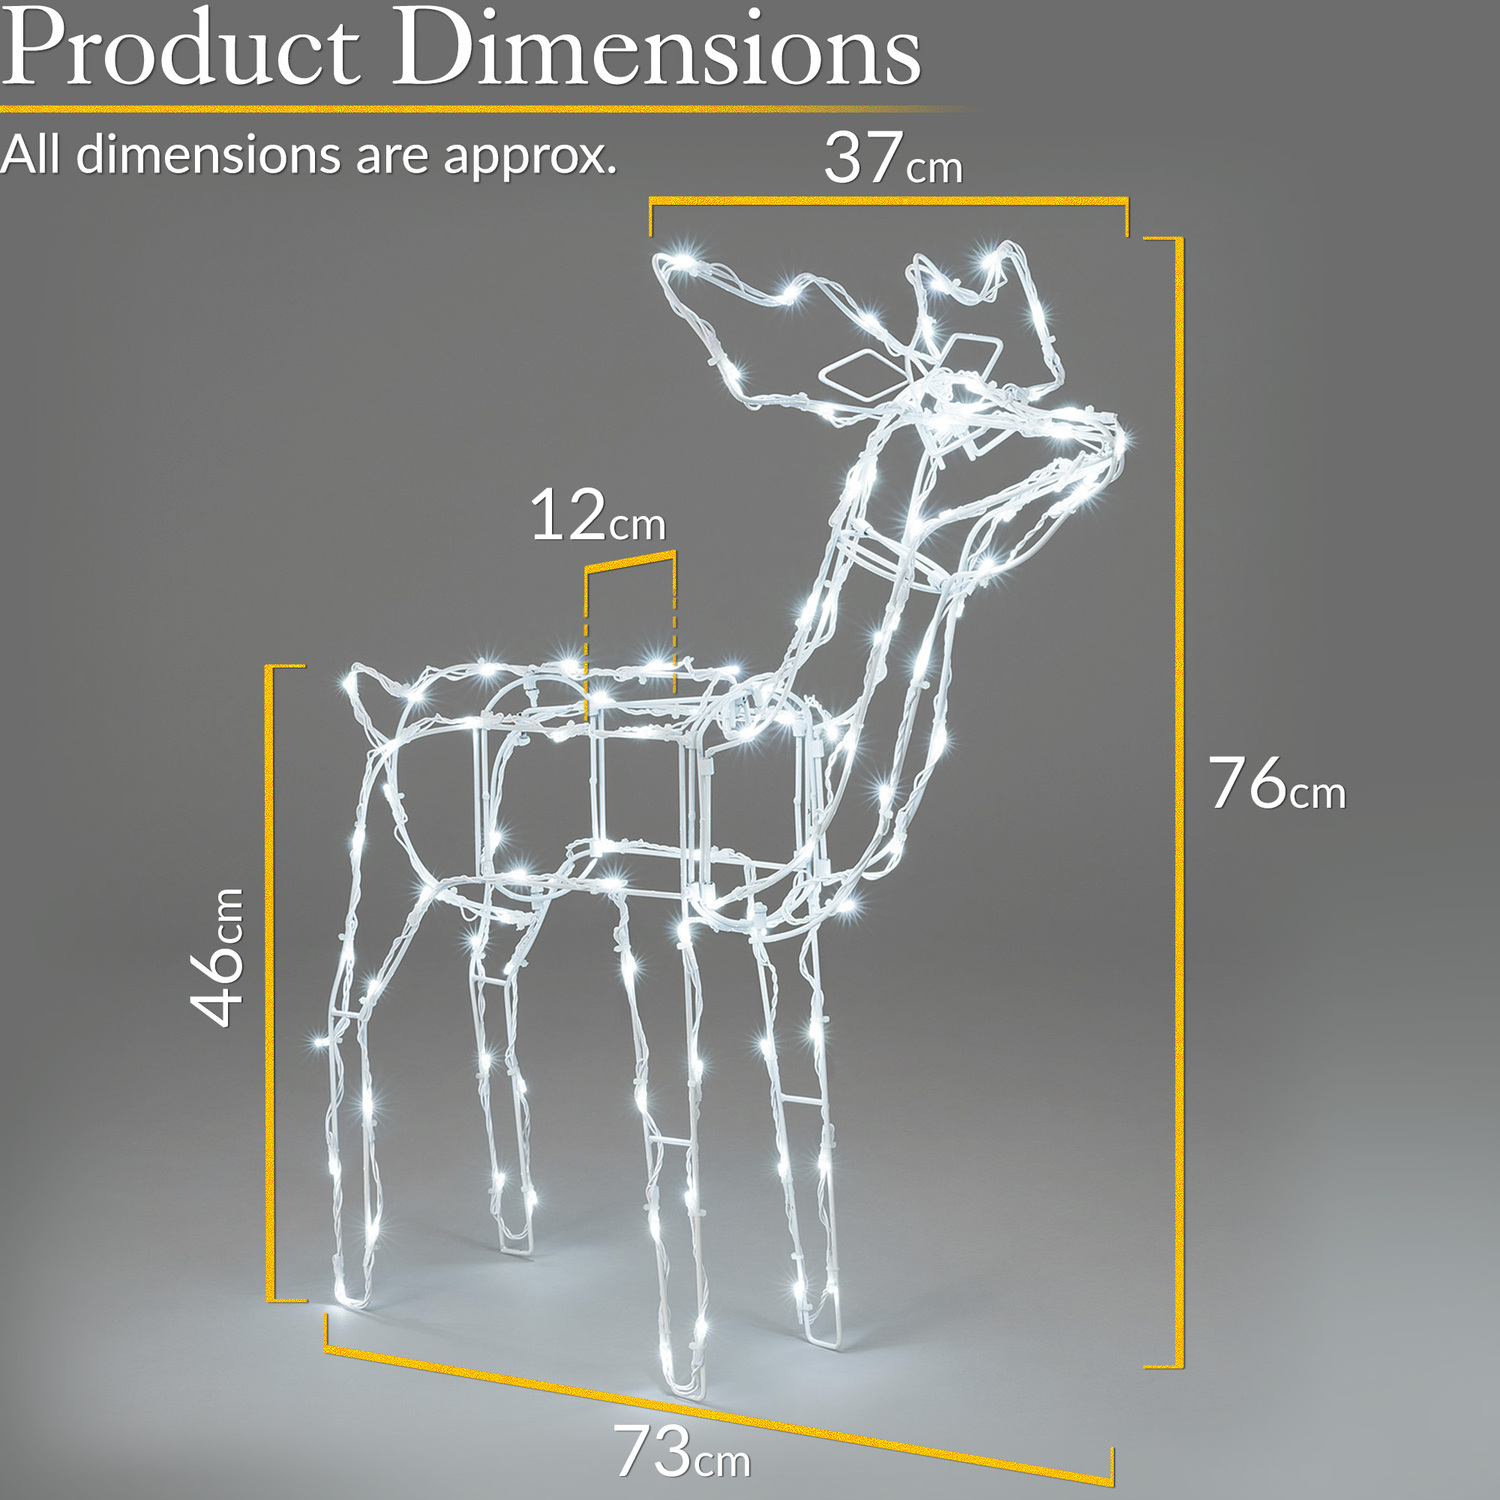 Product Dimensions
All dimensions are approx.
37cm
12cm
76cm
46cm
73cm